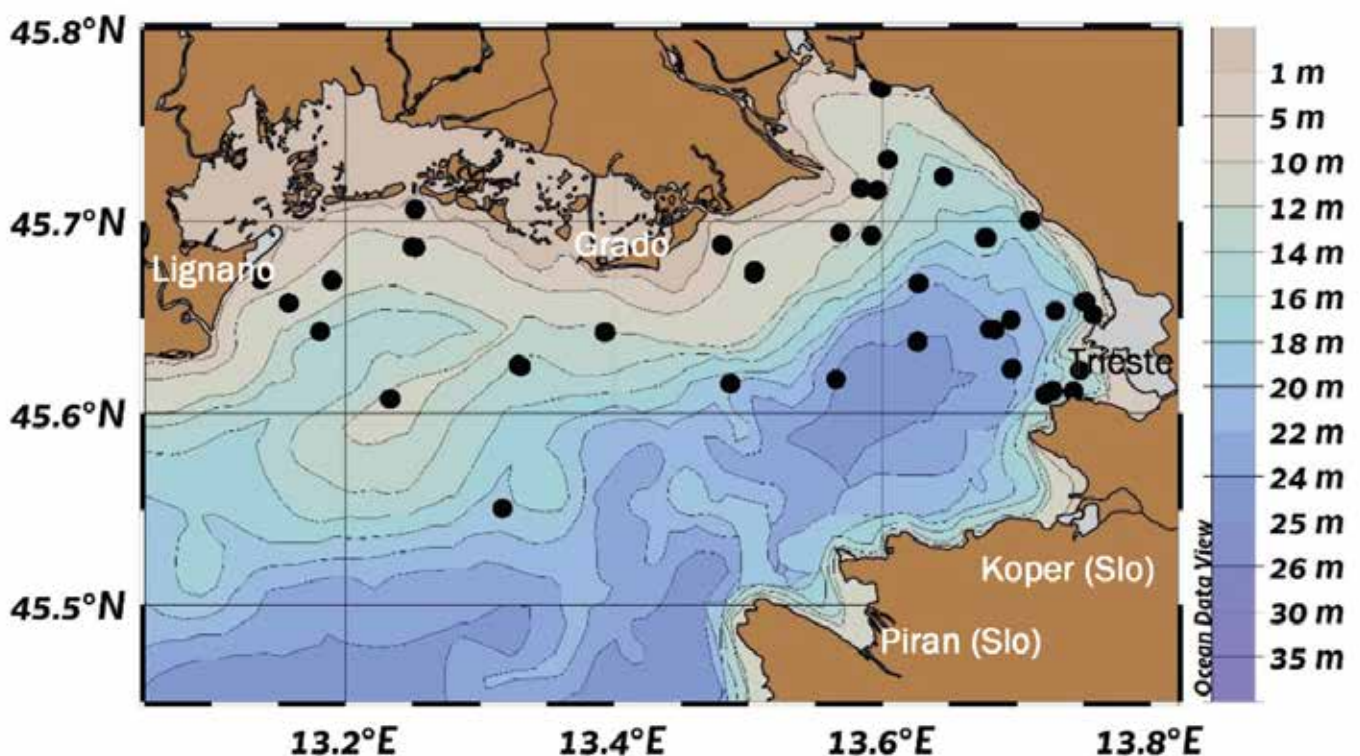 45.8°N
45.7°N
45.6°N
45.5°N
13.2°E
13.4°E
13.6°E
13.8°E
Lignano
Grado
Trieste
Koper (Slo)
Piran (Slo)
Ocean Data View
1 m
5 m
10 m
12 m
14 m
16 m
18 m
20 m
22 m
24 m
25 m
26 m
30 m
35 m